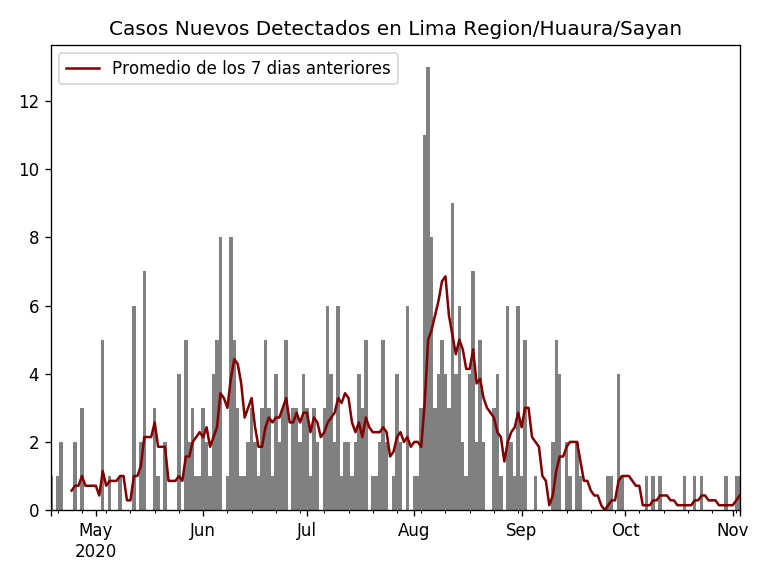 Casos Nuevos Detectados en Lima Region/Huaura/Sayan
Promedio de los 7 dias anteriores
12
10
8
6
4
2
0
May Jun Jul Aug Sep Oct Nov
2020